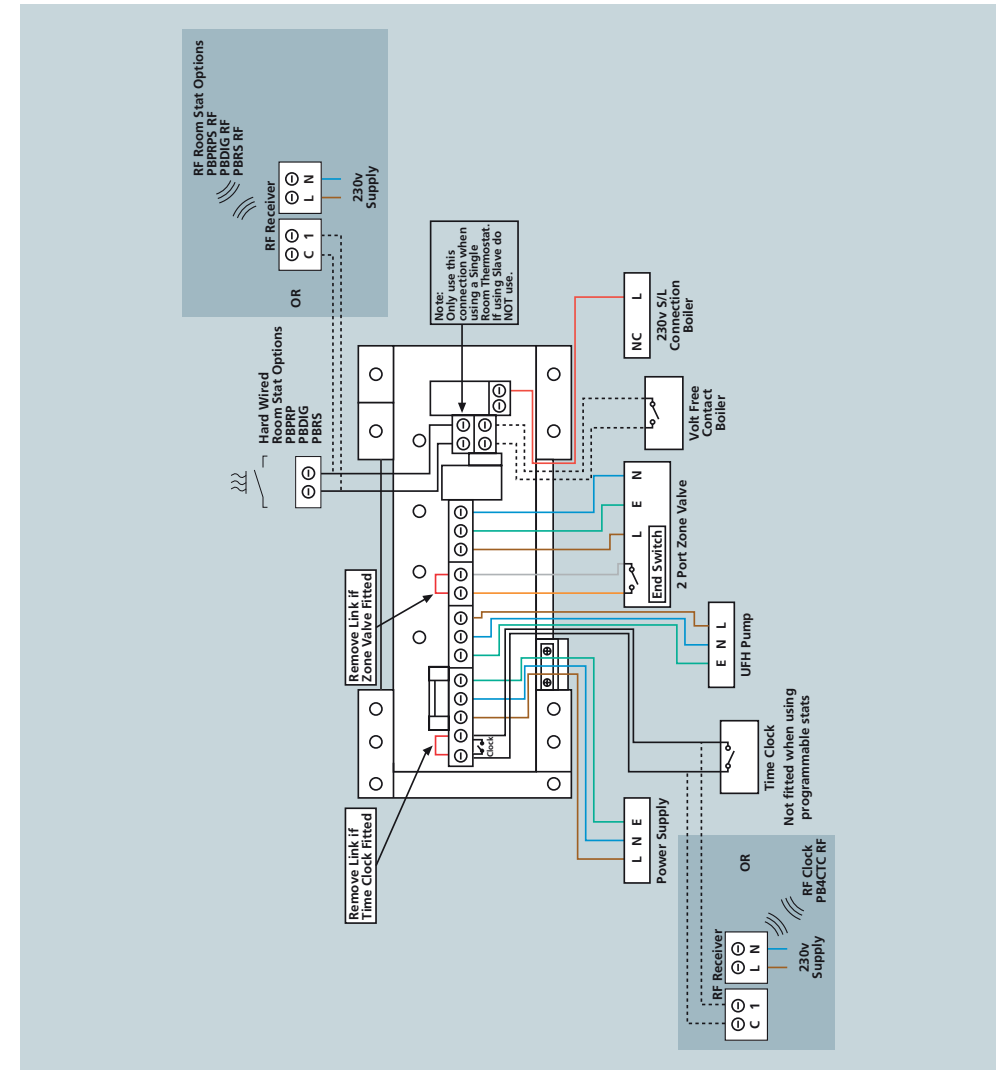 RF Room Stat Options
PBPRPS RF
PBDIG RF
PBRS RF
RF Receiver
L N
C 1
230v
Supply
OR
Hard Wired
Room Stat Options
PBPRP
PBDIG
PBRS
Note:
Only use this
connection when
using a Single
Room Thermostat.
If using Slave do
NOT use.
NC L
230v S/L
Connection
Boiler
Volt Free
Contact
Boiler
L E N
End Switch
2 Port Zone Valve
Remove Link if
Zone Valve Fitted
E N L
UFH Pump
Clock
Remove Link if
Time Clock Fitted
Time Clock
Not fitted when using
programmable stats
L N E
Power Supply
OR
RF Clock
PB4CTC RF
RF Receiver
L N
C 1
230v
Supply